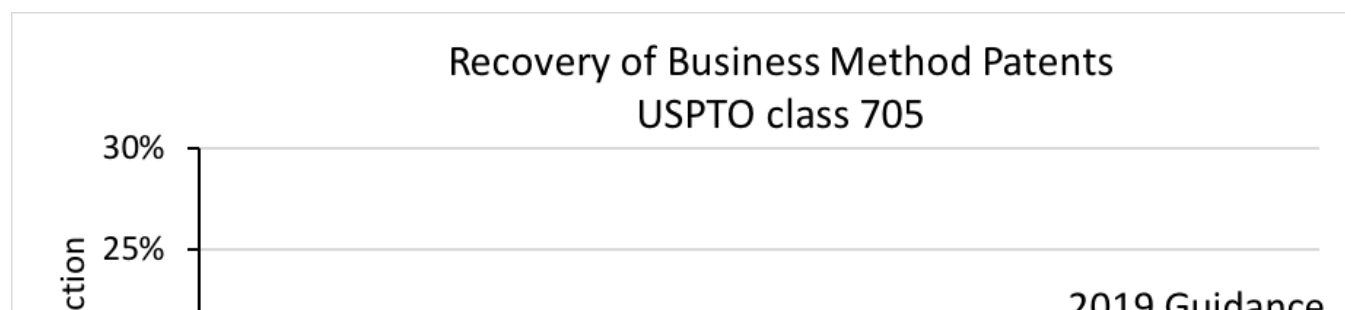 Recovery of Business Method Patents
USPTO class 705
30%
25%
ction
2019 Guidance